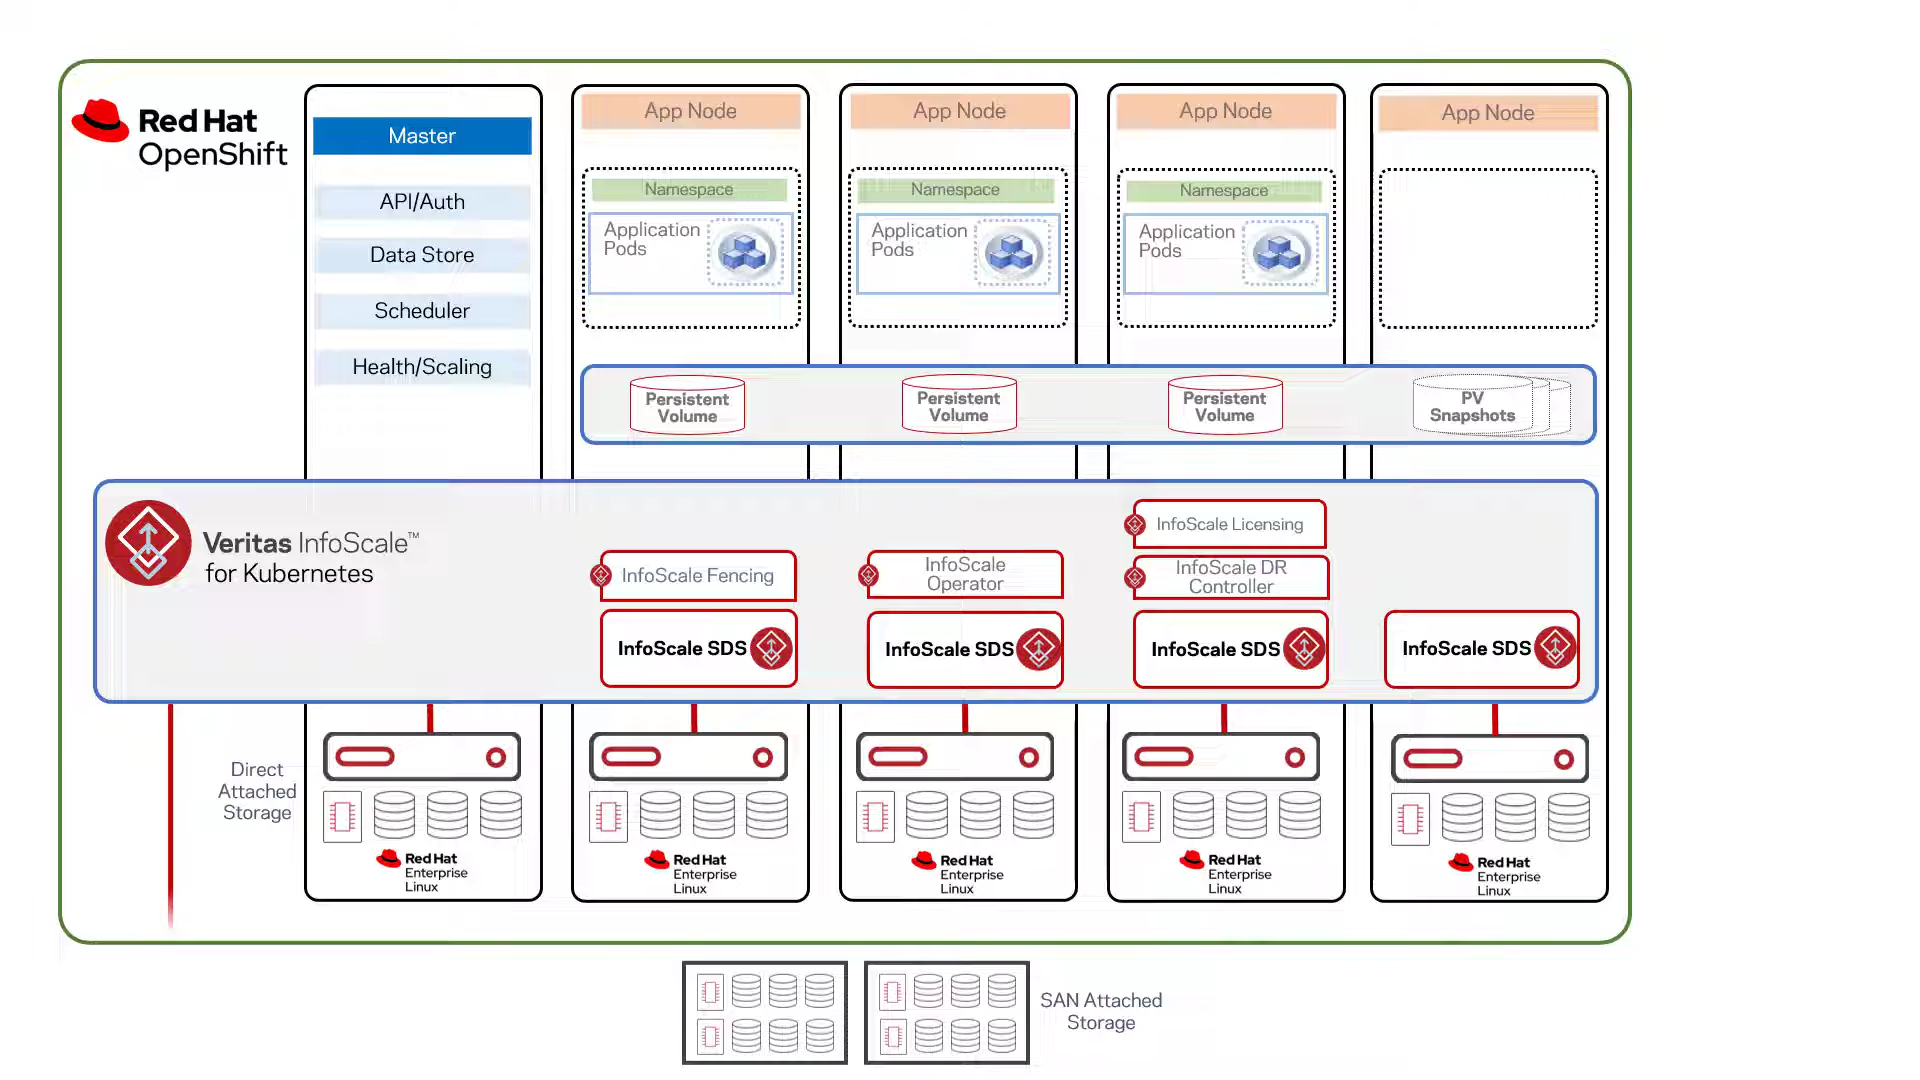 Red Hat
OpenShift
Master
API/Auth
Data Store
Scheduler
Health/Scaling
App Node
Namespace
Application
Pods
App Node
Namespace
Application
Pods
App Node
Namespace
Application
Pods
App Node
Persistent
Volume
Persistent
Volume
Persistent
Volume
PV
Snapshots
Veritas InfoScale™
for Kubernetes
InfoScale Fencing
InfoScale SDS
InfoScale
Operator
InfoScale SDS
InfoScale Licensing
InfoScale DR
Controller
InfoScale SDS
InfoScale SDS
Direct
Attached
Storage
Red Hat
Enterprise
Linux
Red Hat
Enterprise
Linux
Red Hat
Enterprise
Linux
Red Hat
Enterprise
Linux
Red Hat
Enterprise
Linux
SAN Attached
Storage